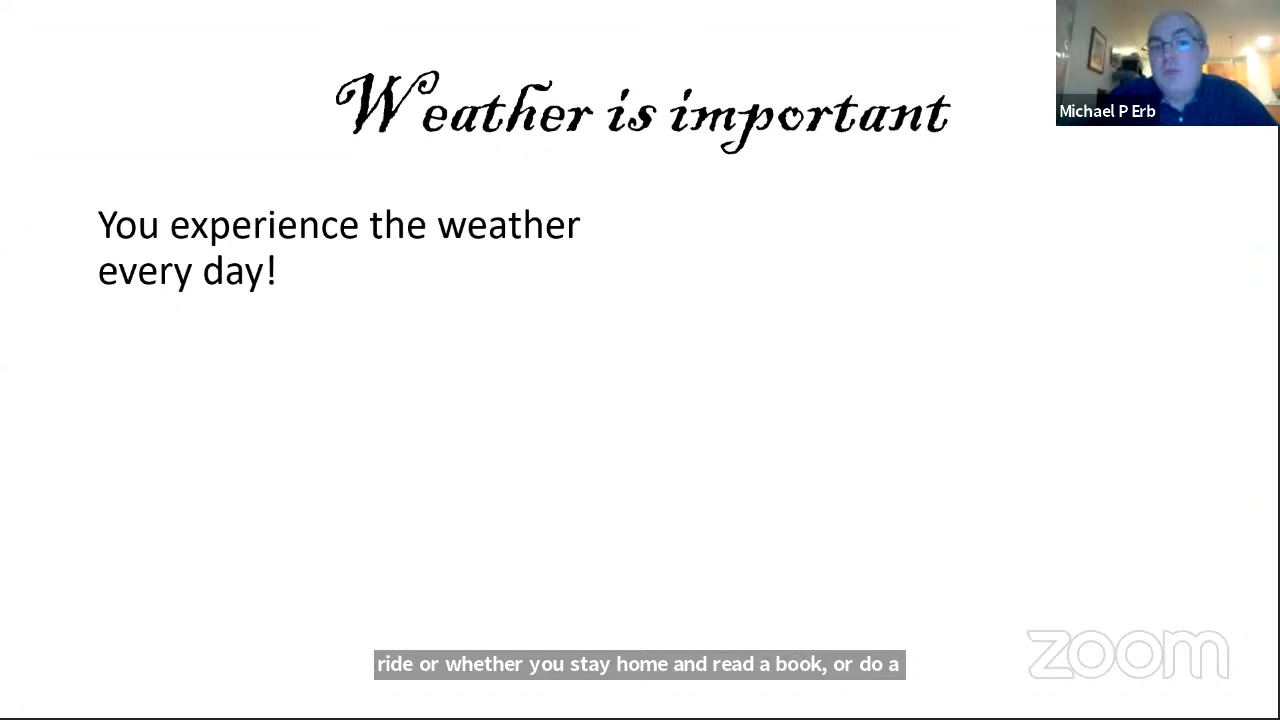 Weather is important
Michael P Erb
You experience the weather
every day!
ride or whether you stay home and read a book, or do a
zoom